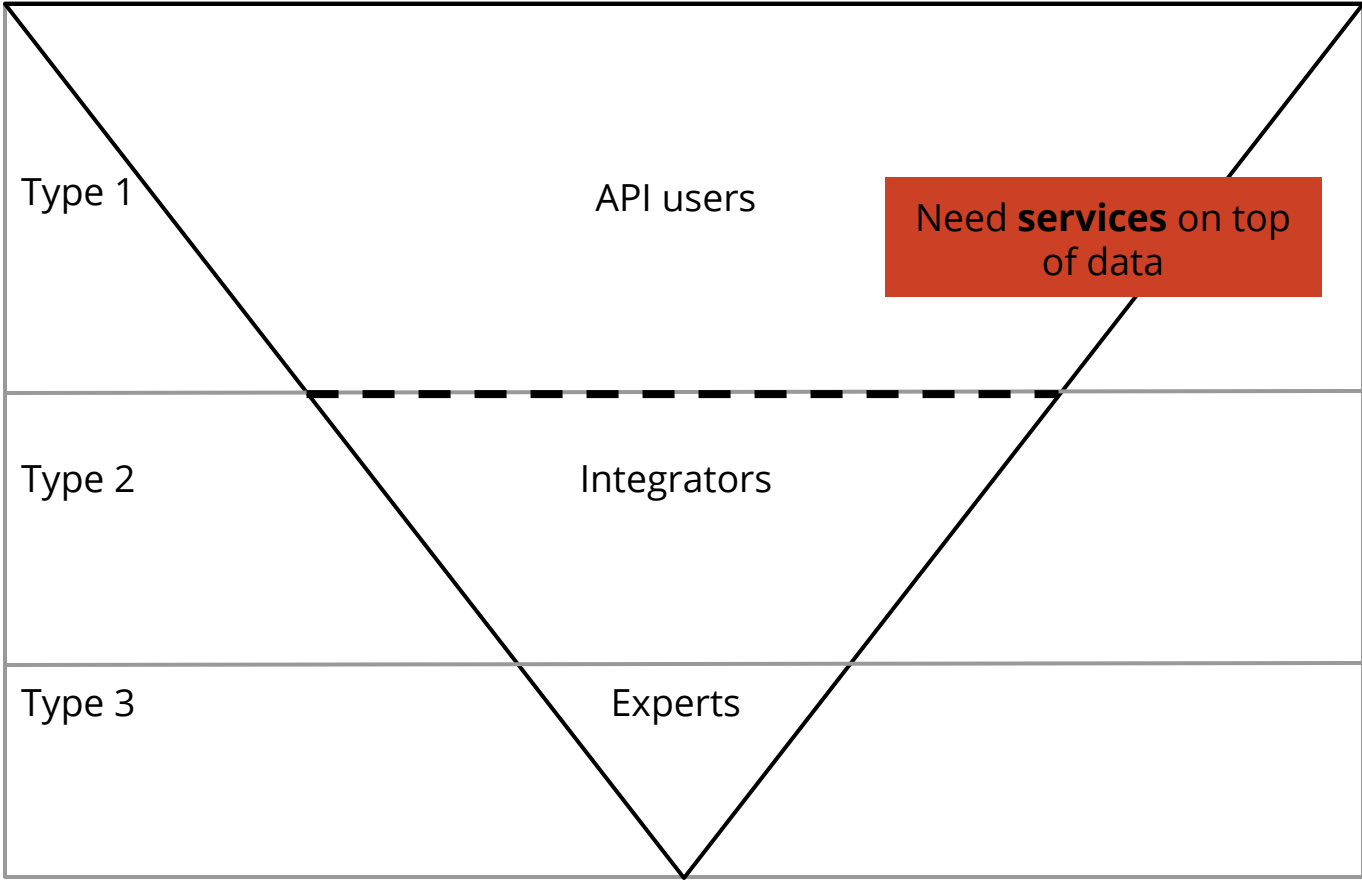 Type 1
API users
Need services on top
of data
Type 2
Integrators
Type 3
Experts